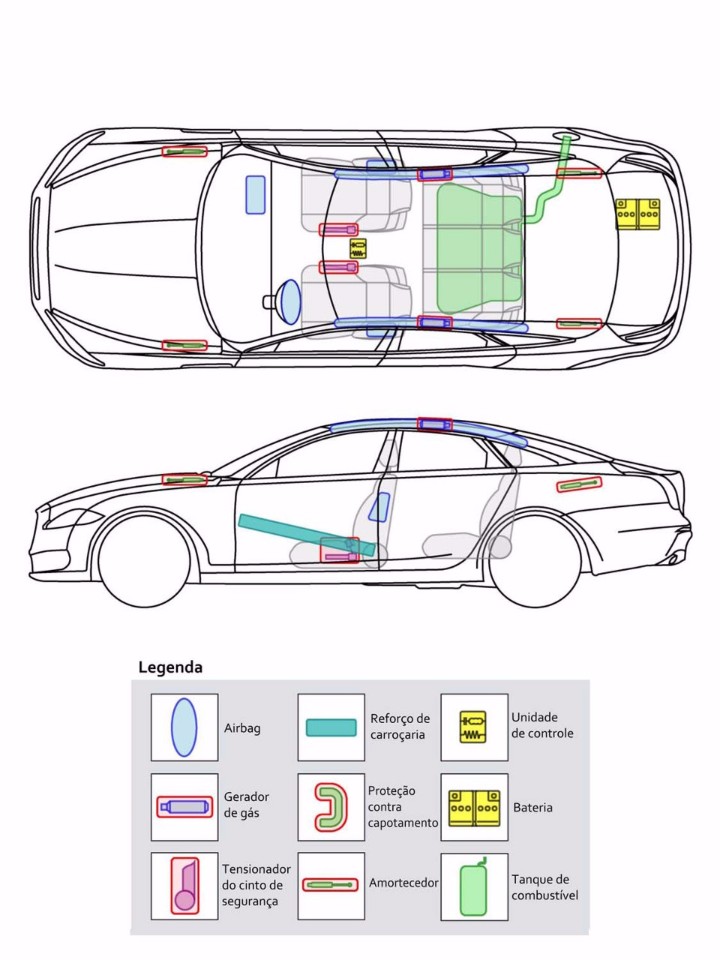 Legenda
Airbag
Reforço de
carroçaria
Unidade
de controle
Gerador
de gás
Proteção
contra
capotamento
Bateria
Tensionador
do cinto de
segurança
Amortecedor
Tanque de
combustível